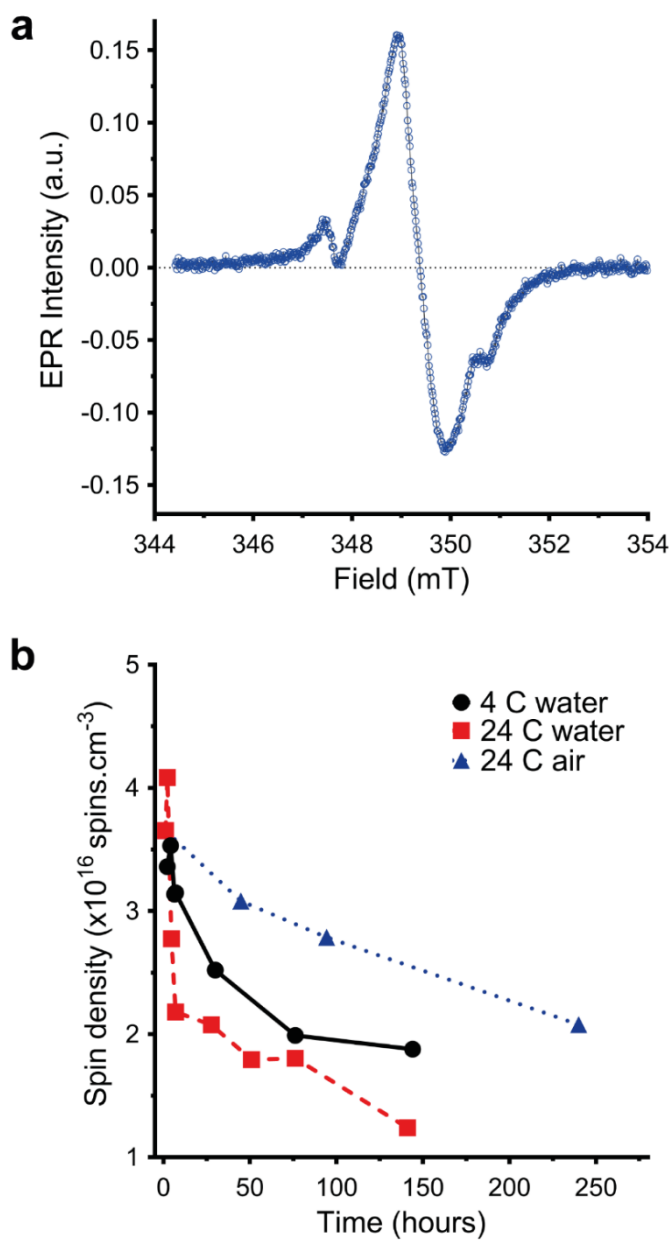 a
EPR Intensity (a.u.)
0.15
0.10
0.05
0.00
-0.05
-0.10
-0.15
344 346 348 350 352 354
Field (mT)
b
Spin density (x10¹⁶ spins.cm⁻³)
5
4
3
2
1
4 C water
24 C water
24 C air
0 50 100 150 200 250
Time (hours)